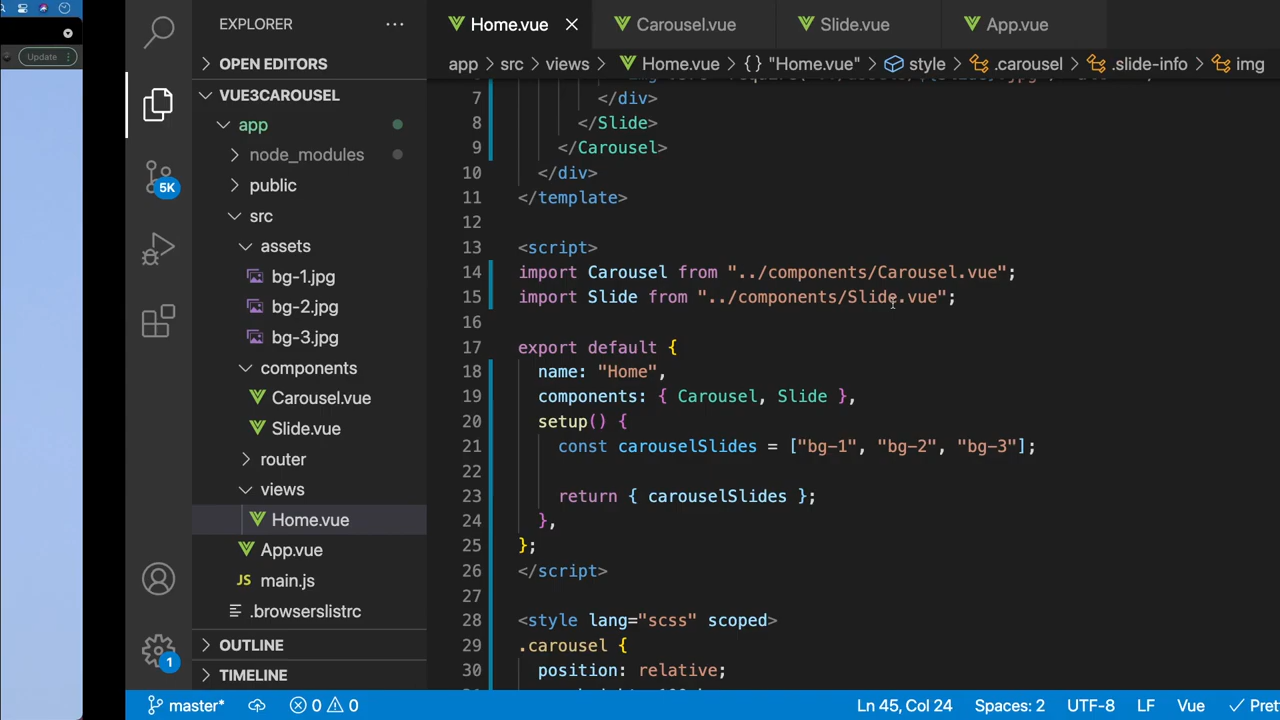 Update
EXPLORER
OPEN EDITORS
VUE3CAROUSEL
app
node_modules
public
src
assets
bg-1.jpg
bg-2.jpg
bg-3.jpg
components
Carousel.vue
Slide.vue
router
views
Home.vue
App.vue
JS main.js
.browserslistrc
OUTLINE
TIMELINE
5K
1
Home.vue Carousel.vue Slide.vue App.vue
app > src > views > Home.vue > {} "Home.vue" > style > .carousel > .slide-info > img
7 </div>
8 </Slide>
9 </Carousel>
10 </div>
11 </template>
12
13 <script>
14 import Carousel from "../components/Carousel.vue";
15 import Slide from "../components/Slide.vue";
16
17 export default {
18 name: "Home",
19 components: { Carousel, Slide },
20 setup() {
21 const carouselSlides = ["bg-1", "bg-2", "bg-3"];
22
23 return { carouselSlides };
24 },
25 };
26 </script>
27
28 <style lang="scss" scoped>
29 .carousel {
30 position: relative;
master* 0 0 Ln 45, Col 24 Spaces: 2 UTF-8 LF Vue Pret